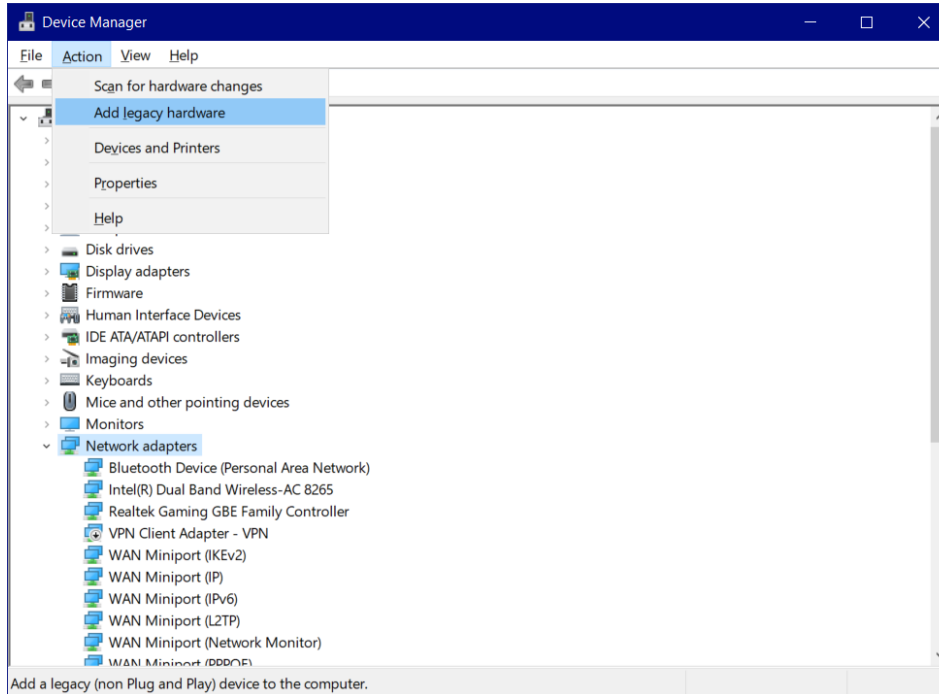 Device Manager
File Action View Help
Scan for hardware changes
Add legacy hardware
Devices and Printers
Properties
Help
Disk drives
Display adapters
Firmware
Human Interface Devices
IDE ATA/ATAPI controllers
Imaging devices
Keyboards
Mice and other pointing devices
Monitors
Network adapters
Bluetooth Device (Personal Area Network)
Intel(R) Dual Band Wireless-AC 8265
Realtek Gaming GBE Family Controller
VPN Client Adapter - VPN
WAN Miniport (IKEv2)
WAN Miniport (IP)
WAN Miniport (IPv6)
WAN Miniport (L2TP)
WAN Miniport (Network Monitor)
WAN Miniport (PPPOE)
Add a legacy (non Plug and Play) device to the computer.